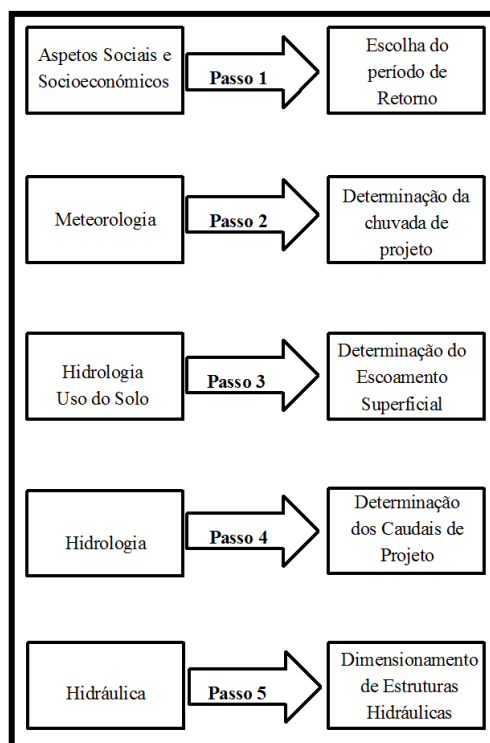 Aspetos Sociais e
Socioeconómicos
Passo 1
Escolha do
período de
Retorno
Meteorologia
Passo 2
Determinação da
chuvada de
projeto
Hidrologia
Uso do Solo
Passo 3
Determinação do
Escoamento
Superficial
Hidrologia
Passo 4
Determinação
dos Caudais de
Projeto
Hidráulica
Passo 5
Dimensionamento
de Estruturas
Hidráulicas